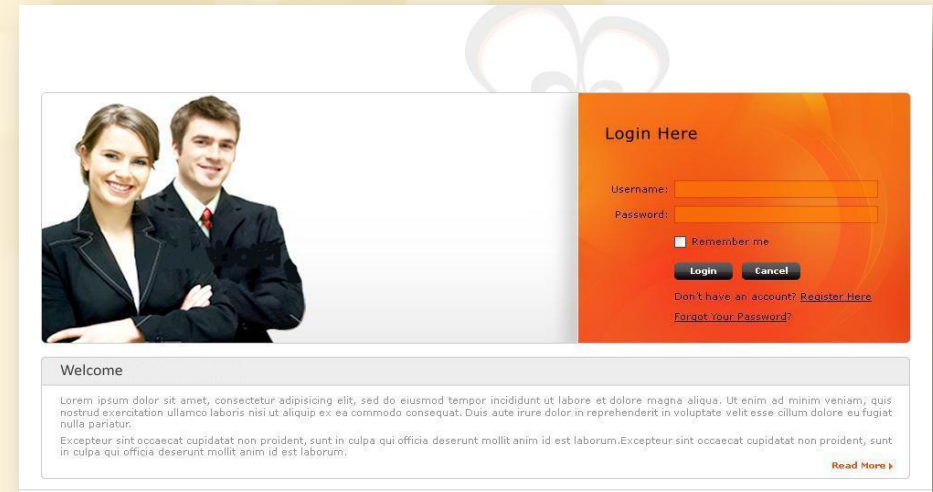 Login Here
Username:
Password:
Remember me
Login Cancel
Don't have an account? Register Here
Forgot Your Password?
Welcome
Lorem ipsum dolor sit amet, consectetur adipisicing elit, sed do eiusmod tempor incididunt ut labore et dolore magna aliqua. Ut enim ad minim veniam, quis
nostrud exercitation ullamco laboris nisi ut aliquip ex ea commodo consequat. Duis aute irure dolor in reprehenderit in voluptate velit esse cillum dolore eu fugiat
nulla pariatur.
Excepteur sint occaecat cupidatat non proident, sunt in culpa qui officia deserunt mollit anim id est laborum.Excepteur sint occaecat cupidatat non proident, sunt
in culpa qui officia deserunt mollit anim id est laborum.
Read More